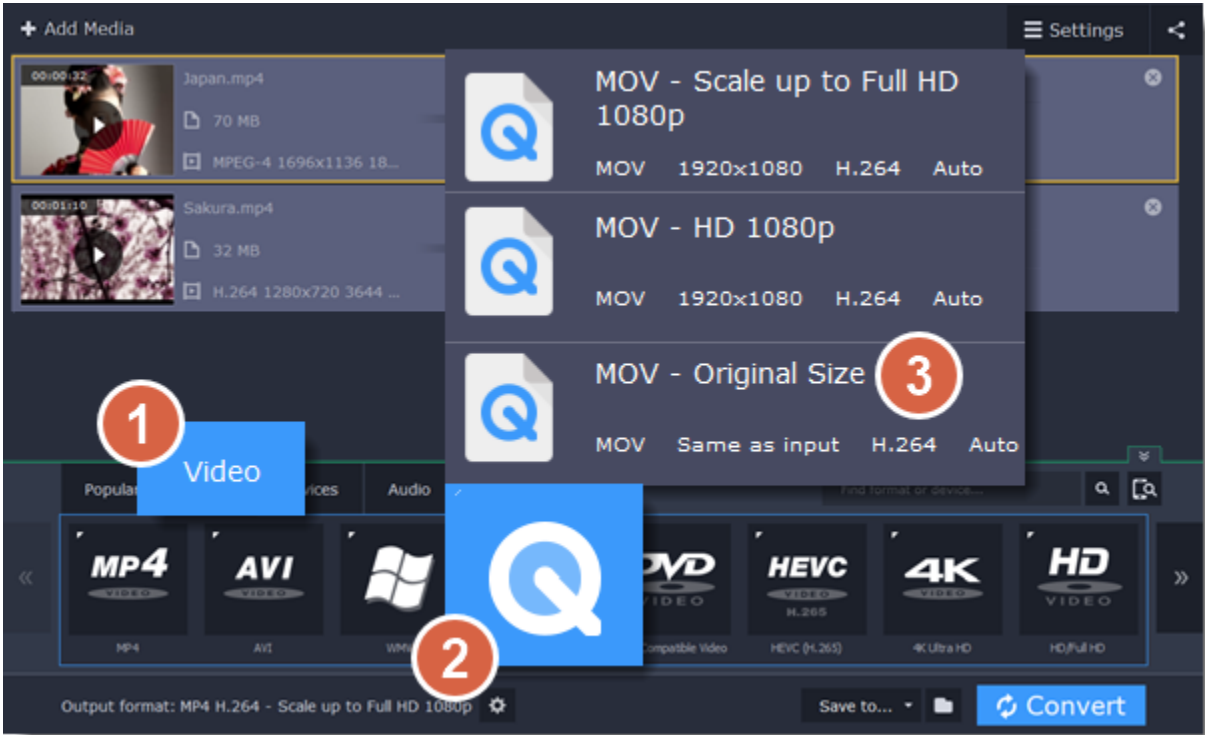 Add Media
Settings
00:00:32
Japan.mp4
70 MB
MPEG-4 1696x1136 18...
00:01:10
Sakura.mp4
32 MB
H.264 1280x720 3644 ...
MOV - Scale up to Full HD
1080p
MOV 1920x1080 H.264 Auto
MOV - HD 1080p
MOV 1920x1080 H.264 Auto
MOV - Original Size
3
MOV Same as input H.264 Auto
1
Video
Popular
Audio
Find format or device...
MP4
VIDEO
MP4
AVI
VIDEO
AVI
DVD
VIDEO
Compatible Video
HEVC
VIDEO
H.265
HEVC (H.265)
4K
VIDEO
4K Ultra HD
HD
VIDEO
HD/Full HD
2
Output format: MP4 H.264 - Scale up to Full HD 1080p
Save to...
Convert